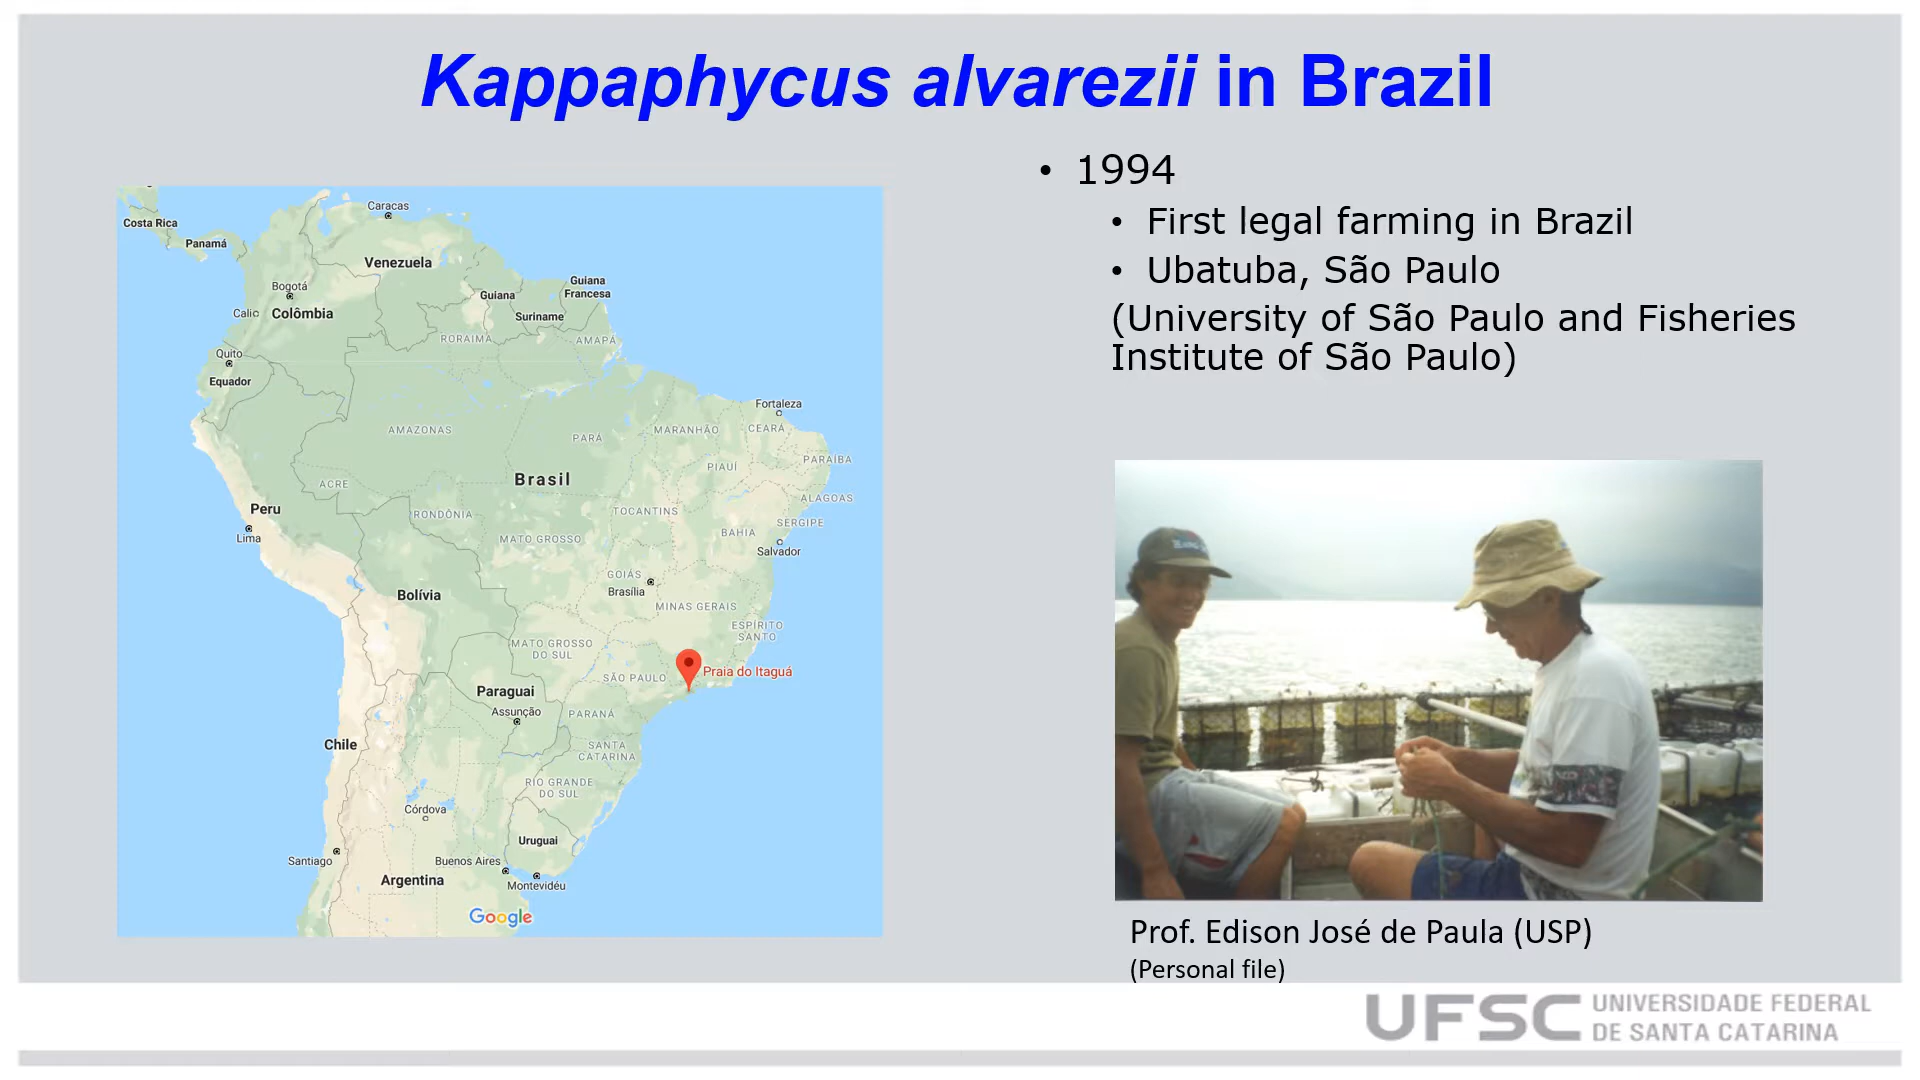 Kappaphycus alvarezii in Brazil
• 1994
• First legal farming in Brazil
• Ubatuba, São Paulo
(University of São Paulo and Fisheries
Institute of São Paulo)
Costa Rica
Panamá
Caracas
Venezuela
Bogotá
Cali
Colômbia
Guiana
Guiana
Francesa
Suriname
RORAIMA
AMAPÁ
Quito
Equador
Fortaleza
AMAZONAS
PARÁ
MARANHÃO
CEARÁ
PIAUÍ
PARAÍBA
Brasil
ACRE
ALAGOAS
Peru
RONDÔNIA
TOCANTINS
SERGIPE
Lima
MATO GROSSO
BAHIA
Salvador
GOIÁS
Brasília
Bolívia
MINAS GERAIS
ESPÍRITO
SANTO
MATO GROSSO
DO SUL
SÃO PAULO
Praia do Itaguá
Paraguai
Assunção
PARANÁ
Chile
SANTA
CATARINA
RIO GRANDE
DO SUL
Córdova
Uruguai
Santiago
Buenos Aires
Argentina
Montevidéu
Google
Prof. Edison José de Paula (USP)
(Personal file)
UFSC UNIVERSIDADE FEDERAL
DE SANTA CATARINA